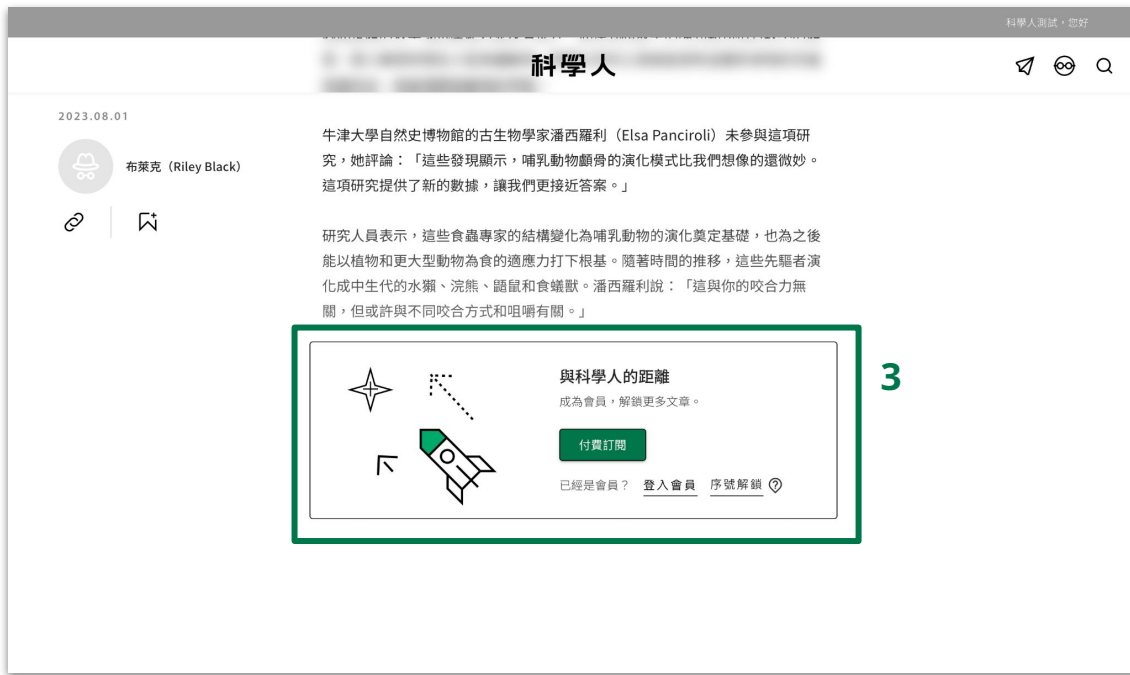 科學人測試，您好
科學人
2023.08.01
布萊克（Riley Black）
牛津大學自然史博物館的古生物學家潘西羅利（Elsa Panciroli）未參與這項研
究，她評論：「這些發現顯示，哺乳動物顱骨的演化模式比我們想像的還微妙。
這項研究提供了新的數據，讓我們更接近答案。」
研究人員表示，這些食蟲專家的結構變化為哺乳動物的演化奠定基礎，也為之後
能以植物和更大型動物為食的適應力打下根基。隨著時間的推移，這些先驅者演
化成中生代的水獺、浣熊、鼯鼠和食蟻獸。潘西羅利說：「這與你的咬合力無
關，但或許與不同咬合方式和咀嚼有關。」
3
與科學人的距離
成為會員，解鎖更多文章。
付費訂閱
已經是會員？ 登入會員 序號解鎖 ?